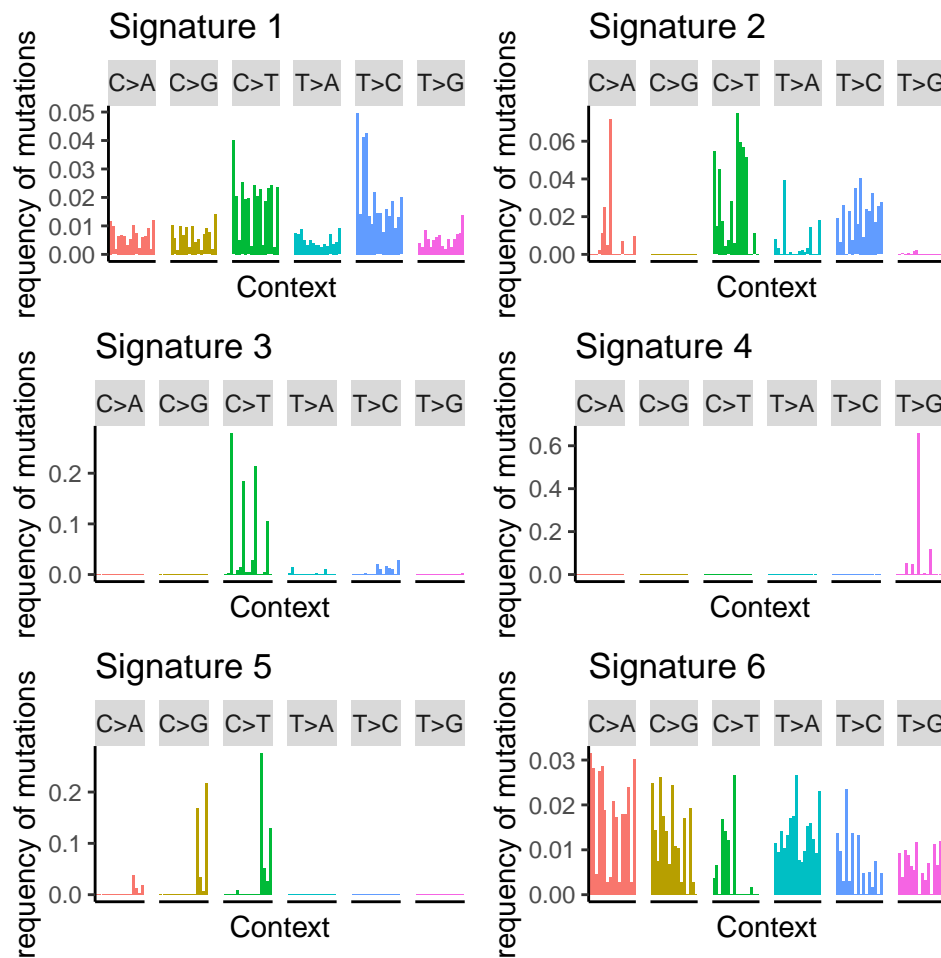 Signature 1
C>A C>G C>T T>A T>C T>G
requency of mutations
0.05
0.04
0.03
0.02
0.01
0.00
Context
Signature 2
C>A C>G C>T T>A T>C T>G
requency of mutations
0.06
0.04
0.02
0.00
Context
Signature 3
C>A C>G C>T T>A T>C T>G
requency of mutations
0.2
0.1
0.0
Context
Signature 4
C>A C>G C>T T>A T>C T>G
requency of mutations
0.6
0.4
0.2
0.0
Context
Signature 5
C>A C>G C>T T>A T>C T>G
requency of mutations
0.2
0.1
0.0
Context
Signature 6
C>A C>G C>T T>A T>C T>G
requency of mutations
0.03
0.02
0.01
0.00
Context